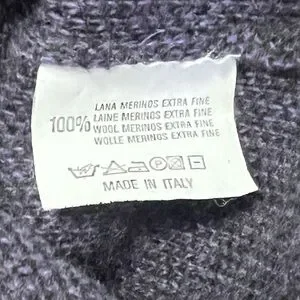 LANA MERINOS EXTRA FINE
100% LAINE MERINOS EXTRA FINE
WOOL MERINOS EXTRA FINE
WOLLE MERINOS EXTRA FINE
MADE IN ITALY